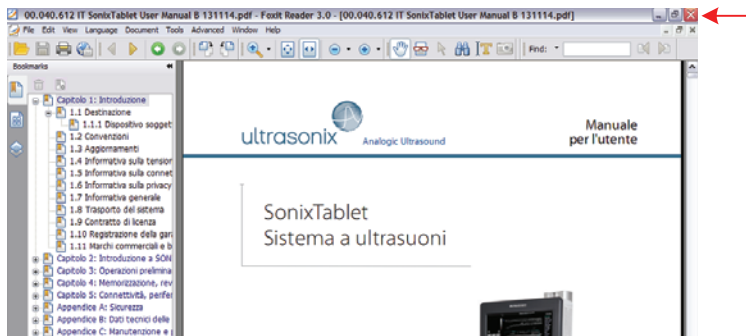 00.040.612 IT SonixTablet User Manual B 131114.pdf - Foxit Reader 3.0 - [00.040.612 IT SonixTablet User Manual B 131114.pdf]
File Edit View Language Document Tools Advanced Window Help
Find:
Bookmarks
Capitolo 1: Introduzione
1.1 Destinazione
1.1.1 Dispositivo sogget
1.2 Convenzioni
1.3 Aggiornamenti
1.4 Informativa sulla tension
1.5 Informativa sulla connet
1.6 Informativa sulla privacy
1.7 Informativa generale
1.8 Trasporto del sistema
1.9 Contratto di licenza
1.10 Registrazione della gara
1.11 Marchi commerciali e b
Capitolo 2: Introduzione a SONI
Capitolo 3: Operazioni prelimina
Capitolo 4: Memorizzazione, rev
Capitolo 5: Connettività, perifer
Appendice A: Sicurezza
Appendice B: Dati tecnici delle
Appendice C: Manutenzione e p
ultrasonix
Analogic Ultrasound
Manuale
per l'utente
SonixTablet
Sistema a ultrasuoni